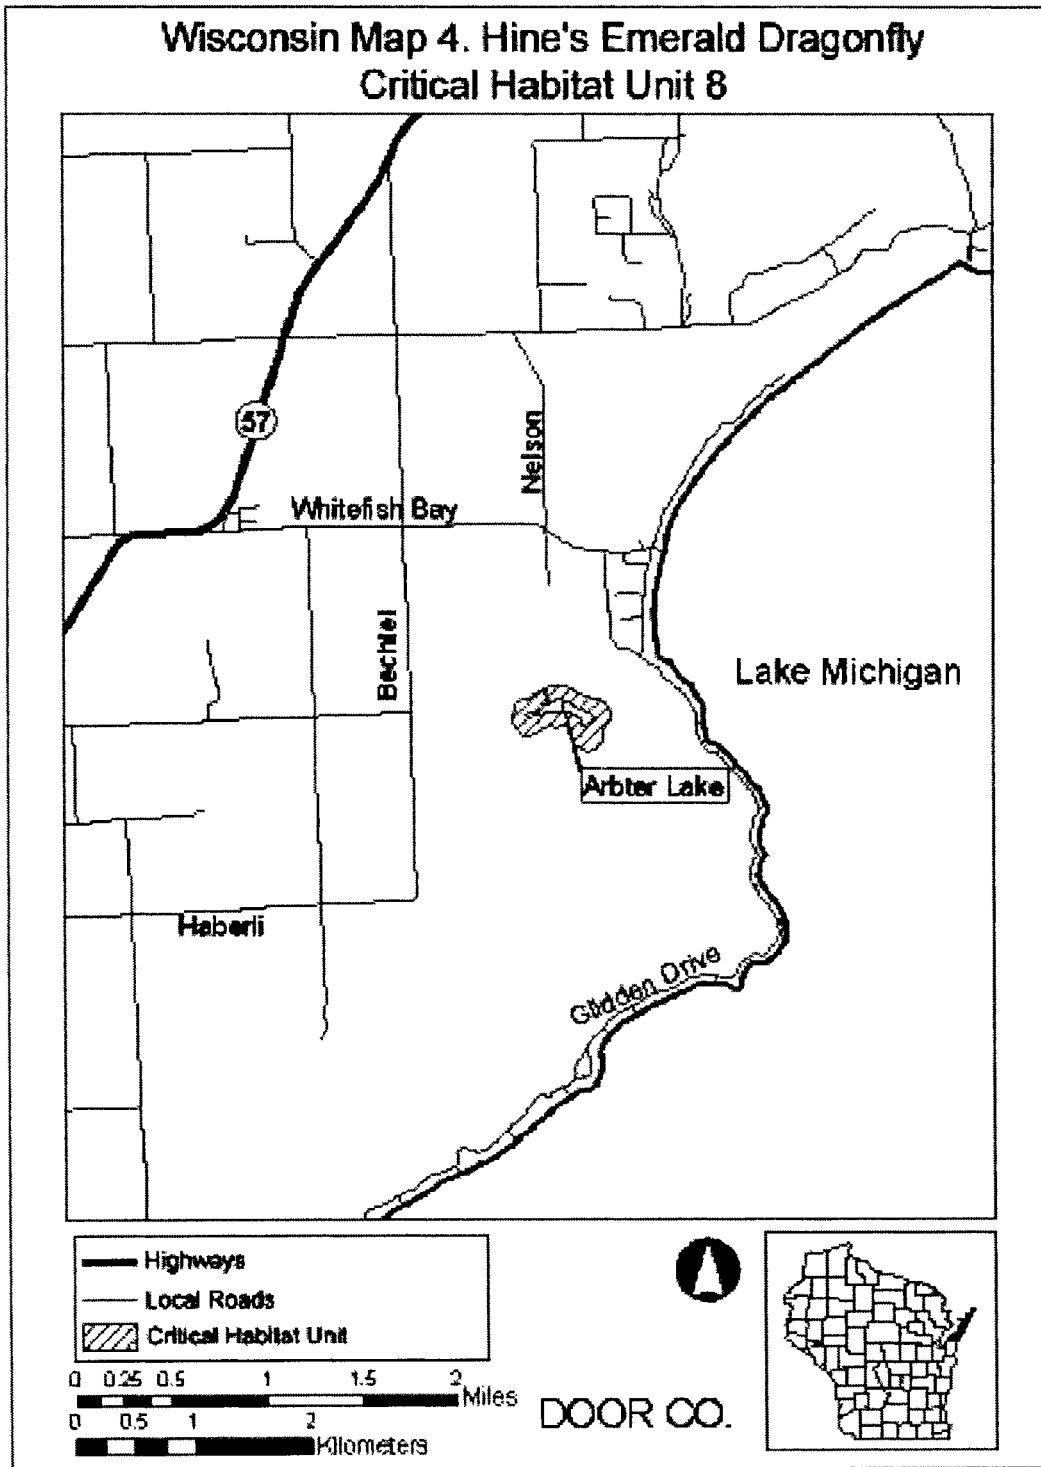 Wisconsin Map 4. Hine's Emerald Dragonfly
Critical Habitat Unit 8
57
Nelson
Whitefish Bay
Bechtel
Lake Michigan
Arbter Lake
Haberli
Glidden Drive
Highways
Local Roads
Critical Habitat Unit
0 0.25 0.5 1 1.5 2
Miles
0 0.5 1 2
Kilometers
DOOR CO.